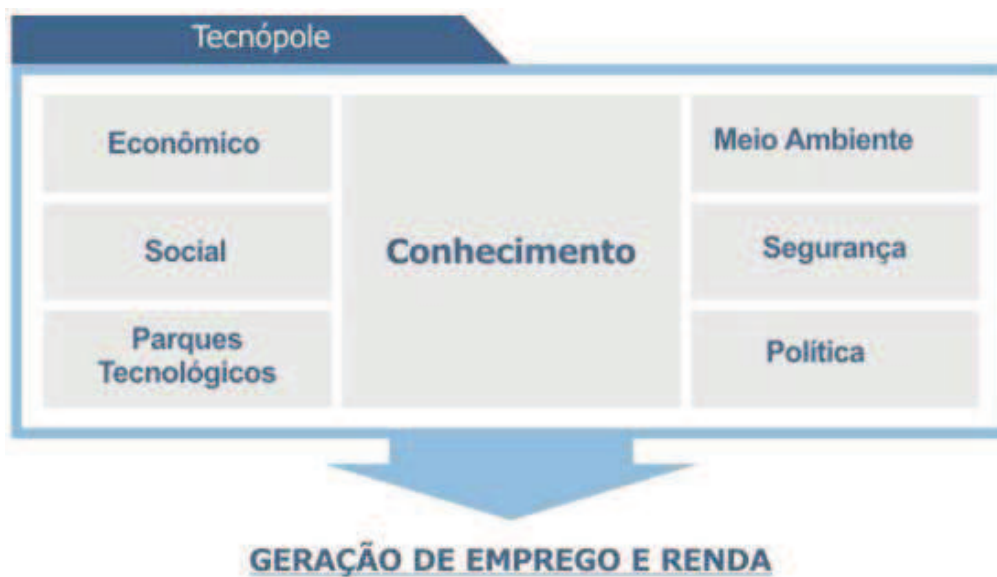 Tecnópole
Econômico
Social
Parques
Tecnológicos
Conhecimento
Meio Ambiente
Segurança
Política
GERAÇÃO DE EMPREGO E RENDA